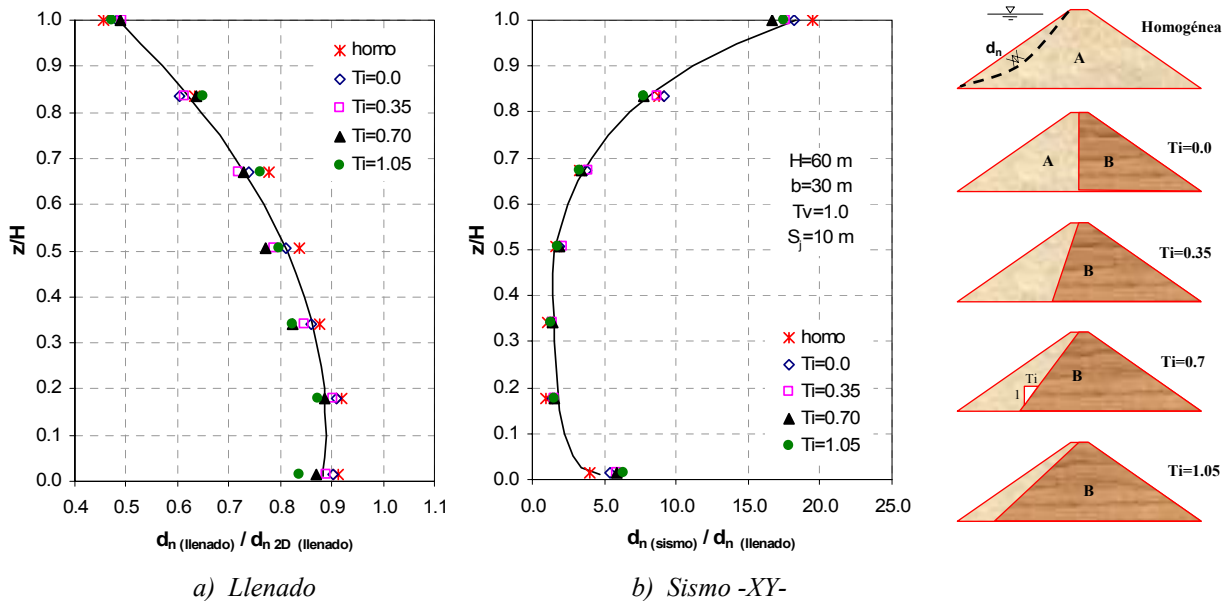 z/H
1.0
0.9
0.8
0.7
0.6
0.5
0.4
0.3
0.2
0.1
0.0
0.4 0.5 0.6 0.7 0.8 0.9 1.0 1.1
homo
Ti=0.0
Ti=0.35
Ti=0.70
Ti=1.05
dn (llenado) / dn 2D (llenado)
a) Llenado
z/H
1.0
0.9
0.8
0.7
0.6
0.5
0.4
0.3
0.2
0.1
0.0
0.0 5.0 10.0 15.0 20.0 25.0
H=60 m
b=30 m
Tv=1.0
Sj=10 m
homo
Ti=0.0
Ti=0.35
Ti=0.70
Ti=1.05
dn (sismo) / dn (llenado)
b) Sismo -XY-
Homogénea
dn
A
Ti=0.0
A B
Ti=0.35
B
Ti=0.7
B
Ti
1
Ti=1.05
B